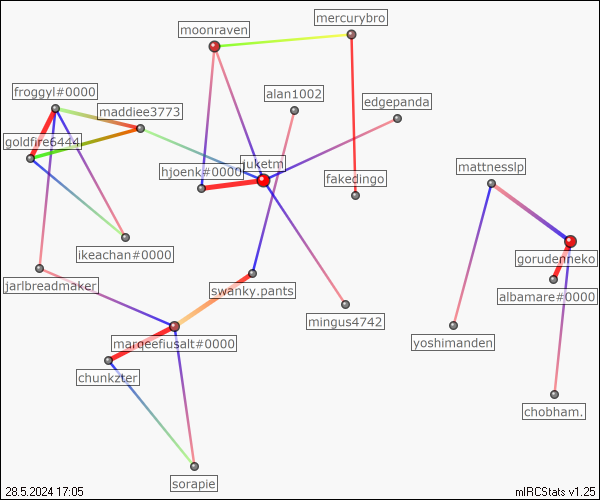 mercurybro
moonraven
froggyl#0000
alan1002
maddiee3773
edgepanda
goldfire6444
juketm
mattnesslp
hjoenk#0000
fakedingo
ikeachan#0000
gorudenneko
jarlbreadmaker
swanky.pants
albamare#0000
mingus4742
marqeefiusalt#0000
yoshimanden
chunkzter
chobham.
sorapie
28.5.2024 17:05
mIRCStats v1.25